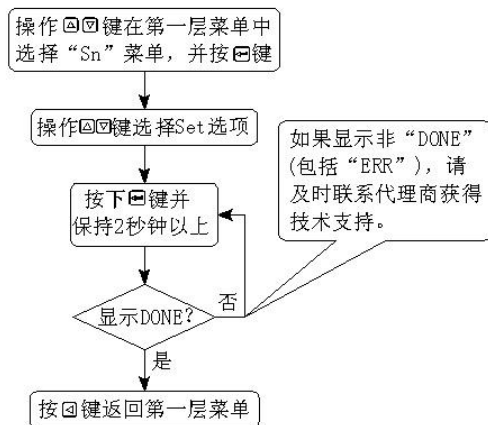 操作△▽键在第一层菜单中
选择“Sn”菜单，并按↵键
操作△▽键选择Set选项
按下↵键并
保持2秒钟以上
显示DONE?
否
是
按◁键返回第一层菜单
如果显示非“DONE”
(包括“ERR”)，请
及时联系代理商获得
技术支持。